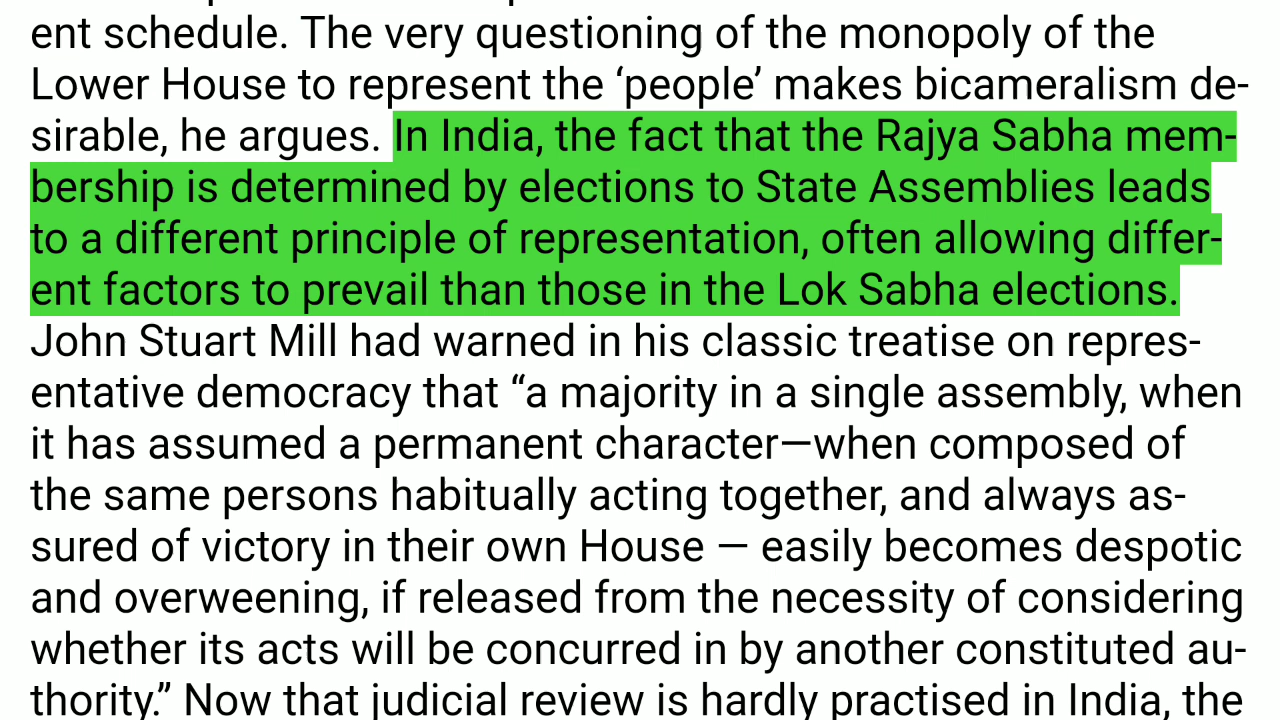 ent schedule. The very questioning of the monopoly of the
Lower House to represent the ‘people’ makes bicameralism de-
sirable, he argues. In India, the fact that the Rajya Sabha mem-
bership is determined by elections to State Assemblies leads
to a different principle of representation, often allowing differ-
ent factors to prevail than those in the Lok Sabha elections.
John Stuart Mill had warned in his classic treatise on repres-
entative democracy that “a majority in a single assembly, when
it has assumed a permanent character—when composed of
the same persons habitually acting together, and always as-
sured of victory in their own House — easily becomes despotic
and overweening, if released from the necessity of considering
whether its acts will be concurred in by another constituted au-
thority.” Now that judicial review is hardly practised in India, the